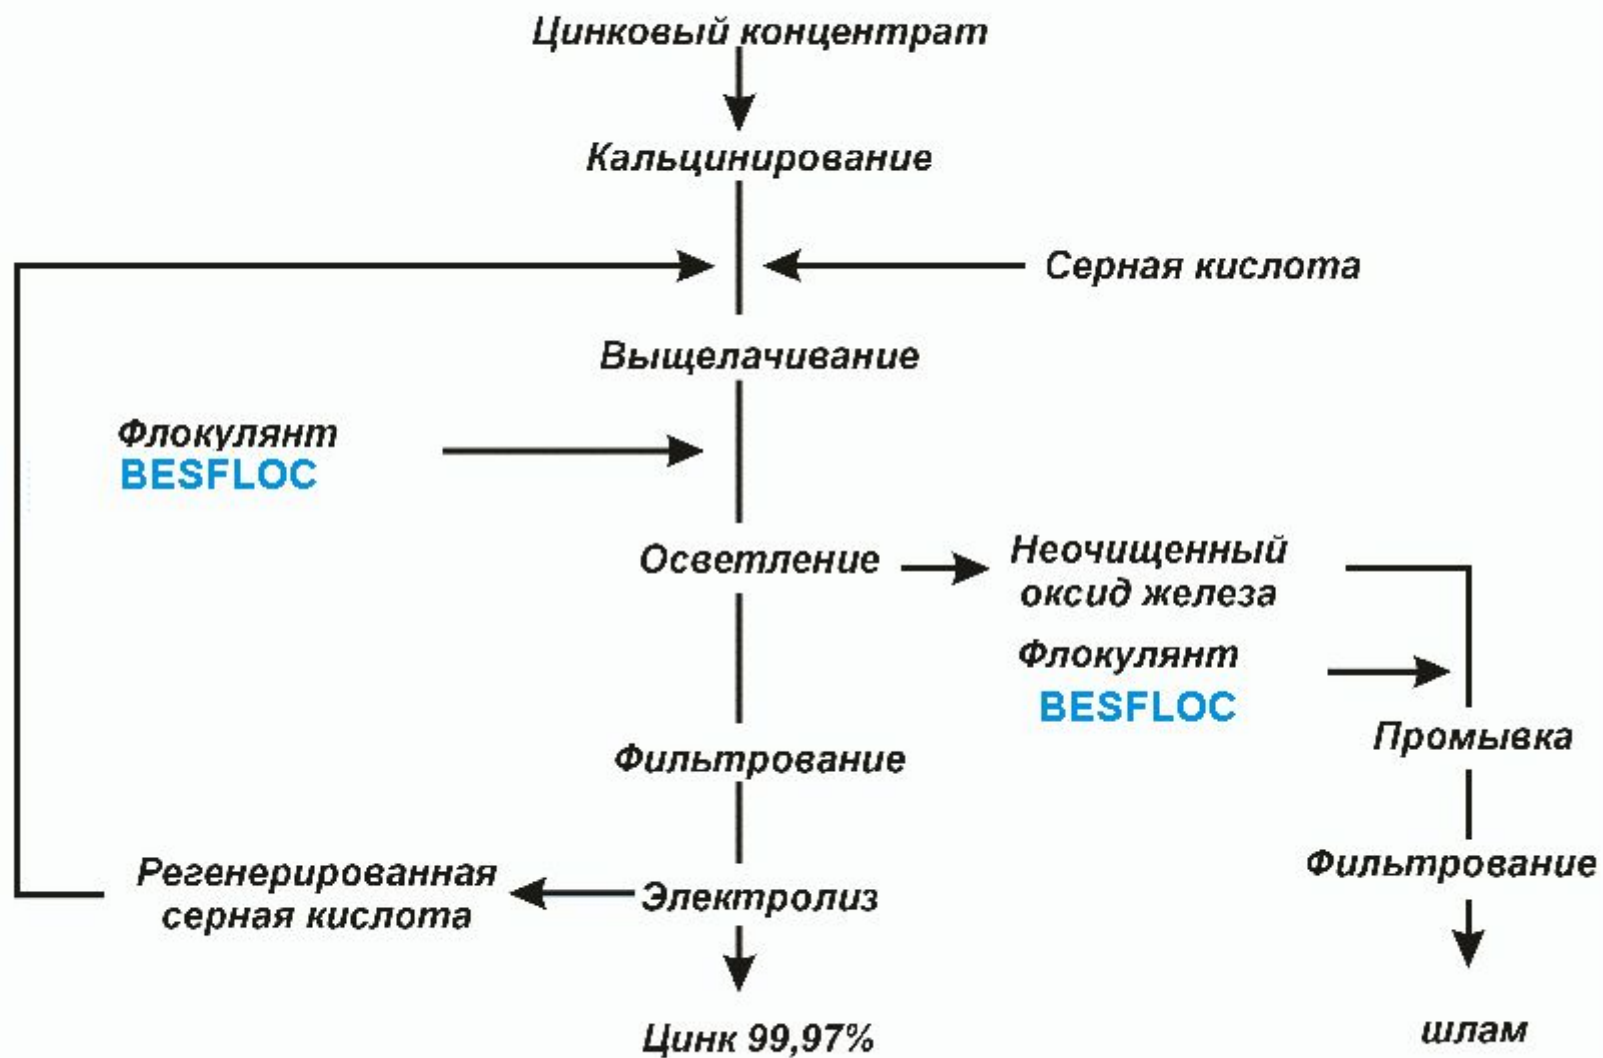 Цинковый концентрат
Кальцинирование
Серная кислота
Выщелачивание
Флокулянт
BESFLOC
Осветление
Неочищенный
оксид железа
Флокулянт
BESFLOC
Промывка
Фильтрование
Фильтрование
Регенерированная
серная кислота
Электролиз
Цинк 99,97%
шлам